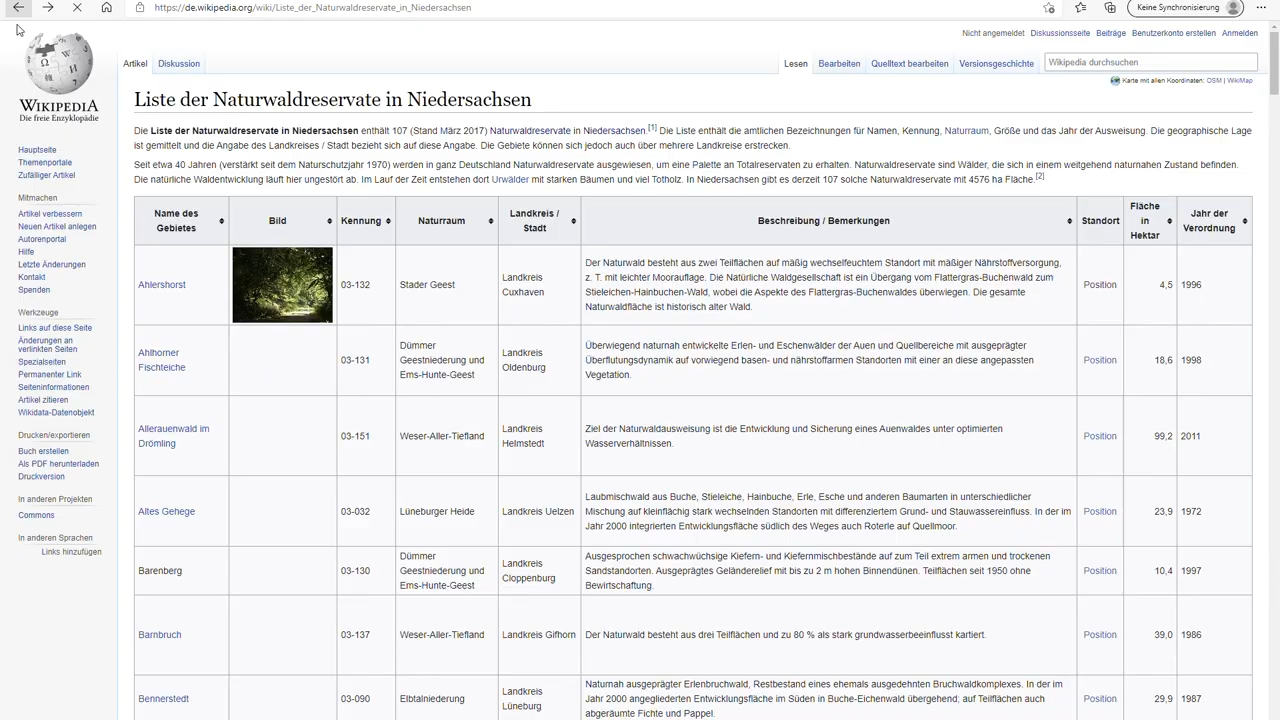 https://de.wikipedia.org/wiki/Liste_der_Naturwaldreservate_in_Niedersachsen
Keine Synchronisierung
Nicht angemeldet Diskussionsseite Beiträge Benutzerkonto erstellen Anmelden
Artikel Diskussion Lesen Bearbeiten Quelltext bearbeiten Versionsgeschichte Wikipedia durchsuchen
Karte mit allen Koordinaten: OSM | WikiMap
WIKIPEDIA
Die freie Enzyklopädie
Hauptseite
Themenportale
Zufälliger Artikel
Mitmachen
Artikel verbessern
Neuen Artikel anlegen
Autorenportal
Hilfe
Letzte Änderungen
Kontakt
Spenden
Werkzeuge
Links auf diese Seite
Änderungen an
verlinkten Seiten
Spezialseiten
Permanenter Link
Seiteninformationen
Artikel zitieren
Wikidata-Datenobjekt
Drucken/exportieren
Buch erstellen
Als PDF herunterladen
Druckversion
In anderen Projekten
Commons
In anderen Sprachen
Links hinzufügen
Liste der Naturwaldreservate in Niedersachsen
Die Liste der Naturwaldreservate in Niedersachsen enthält 107 (Stand März 2017) Naturwaldreservate in Niedersachsen.[1] Die Liste enthält die amtlichen Bezeichnungen für Namen, Kennung, Naturraum, Größe und das Jahr der Ausweisung. Die geographische Lage
ist gemittelt und die Angabe des Landkreises / Stadt bezieht sich auf diese Angabe. Die Gebiete können sich jedoch auch über mehrere Landkreise erstrecken.
Seit etwa 40 Jahren (verstärkt seit dem Naturschutzjahr 1970) werden in ganz Deutschland Naturwaldreservate ausgewiesen, um eine Palette an Totalreservaten zu erhalten. Naturwaldreservate sind Wälder, die sich in einem weitgehend naturnahen Zustand befinden.
Die natürliche Waldentwicklung läuft hier ungestört ab. Im Lauf der Zeit entstehen dort Urwälder mit starken Bäumen und viel Totholz. In Niedersachsen gibt es derzeit 107 solche Naturwaldreservate mit 4576 ha Fläche.[2]
Name des
Gebietes
Bild
Kennung
Naturraum
Landkreis /
Stadt
Beschreibung / Bemerkungen
Standort
Fläche
in
Hektar
Jahr der
Verordnung
Ahlershorst
03-132
Stader Geest
Landkreis
Cuxhaven
Der Naturwald besteht aus zwei Teilflächen auf mäßig wechselfeuchtem Standort mit mäßiger Nährstoffversorgung,
z. T. mit leichter Moorauflage. Die Natürliche Waldgesellschaft ist ein Übergang vom Flattergras-Buchenwald zum
Stieleichen-Hainbuchen-Wald, wobei die Aspekte des Flattergras-Buchenwaldes überwiegen. Die gesamte
Naturwaldfläche ist historisch alter Wald.
Position
4,5
1996
Ahlhorner
Fischteiche
03-131
Dümmer
Geestniederung und
Ems-Hunte-Geest
Landkreis
Oldenburg
Überwiegend naturnah entwickelte Erlen- und Eschenwälder der Auen und Quellbereiche mit ausgeprägter
Überflutungsdynamik auf vorwiegend basen- und nährstoffarmen Standorten mit einer an diese angepassten
Vegetation.
Position
18,6
1998
Allerauenwald im
Drömling
03-151
Weser-Aller-Tiefland
Landkreis
Helmstedt
Ziel der Naturwaldausweisung ist die Entwicklung und Sicherung eines Auenwaldes unter optimierten
Wasserverhältnissen.
Position
99,2
2011
Altes Gehege
03-032
Lüneburger Heide
Landkreis Uelzen
Laubmischwald aus Buche, Stieleiche, Hainbuche, Erle, Esche und anderen Baumarten in unterschiedlicher
Mischung auf kleinflächig stark wechselnden Standorten mit differenziertem Grund- und Stauwassereinfluss. In der im
Jahr 2000 integrierten Entwicklungsfläche südlich des Weges auch Roterle auf Quellmoor.
Position
23,9
1972
Barenberg
03-130
Dümmer
Geestniederung und
Ems-Hunte-Geest
Landkreis
Cloppenburg
Ausgesprochen schwachwüchsige Kiefern- und Kiefernmischbestände auf zum Teil extrem armen und trockenen
Sandstandorten. Ausgeprägtes Geländerelief mit bis zu 2 m hohen Binnendünen. Teilflächen seit 1950 ohne
Bewirtschaftung.
Position
10,4
1997
Barnbruch
03-137
Weser-Aller-Tiefland
Landkreis Gifhorn
Der Naturwald besteht aus drei Teilflächen und zu 80 % als stark grundwasserbeeinflusst kartiert.
Position
39,0
1986
Bennerstedt
03-090
Elbtalniederung
Landkreis
Lüneburg
Naturnah ausgeprägter Erlenbruchwald, Restbestand eines ehemals ausgedehnten Bruchwaldkomplexes. In der im
Jahr 2000 angegliederten Entwicklungsfläche im Süden in Buche-Eichenwald übergehend; auf Teilflächen auch
abgeräumte Fichte und Pappel.
Position
29,9
1987